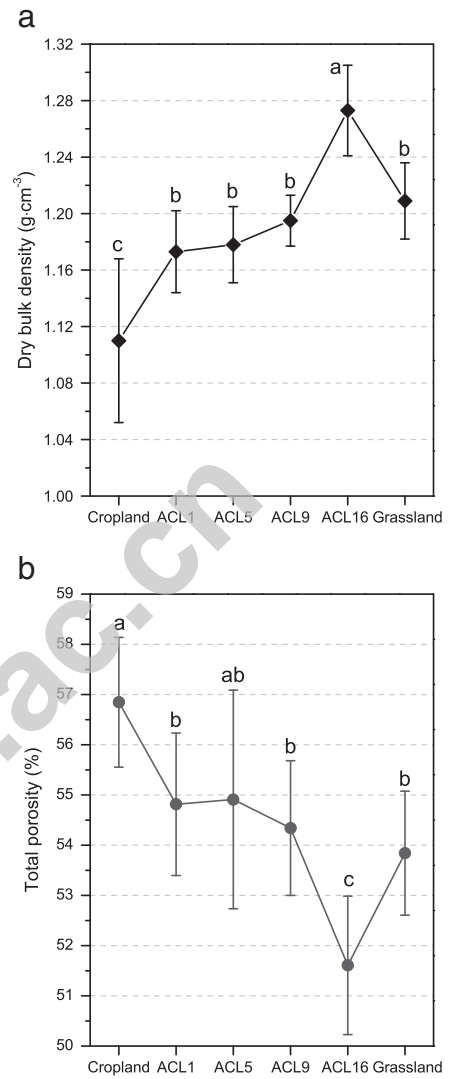 a
1.32
1.28
1.24
1.20
1.16
1.12
1.08
1.04
1.00
Dry bulk density (g·cm⁻³)
c
b
b
b
a
b
Cropland ACL1 ACL5 ACL9 ACL16 Grassland
b
59
58
57
56
55
54
53
52
51
50
Total porosity (%)
a
b
ab
b
c
b
Cropland ACL1 ACL5 ACL9 ACL16 Grassland
.ac.cn